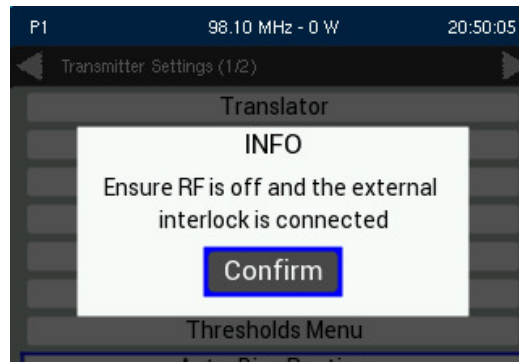 P1 98.10 MHz - 0 W 20:50:05
Transmitter Settings (1/2)
Translator
INFO
Ensure RF is off and the external
interlock is connected
Confirm
Thresholds Menu